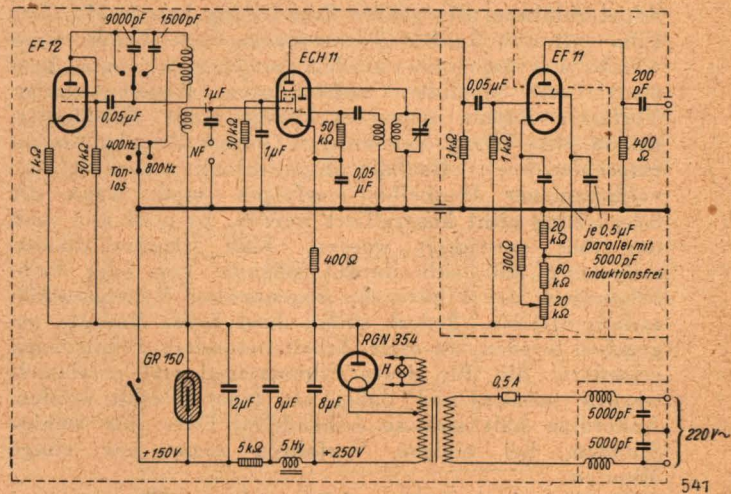 9000pF
1500pF
EF 12
ECH 11
EF 11
200
pF
1µF
0,05µF
0,05µF
400Hz
Ton-
los
800Hz
NF
30kΩ
1µF
50
kΩ
0,05
µF
3kΩ
1kΩ
400
Ω
1kΩ
50kΩ
20
kΩ
je 0,5µF
parallel mit
5000pF
induktionsfrei
400Ω
300Ω
60
kΩ
20
kΩ
RGN 354
GR 150
H
0,5A
2µF
8µF
8µF
5000pF
5000pF
220V~
+150V
5kΩ
5Hy
+250V
541